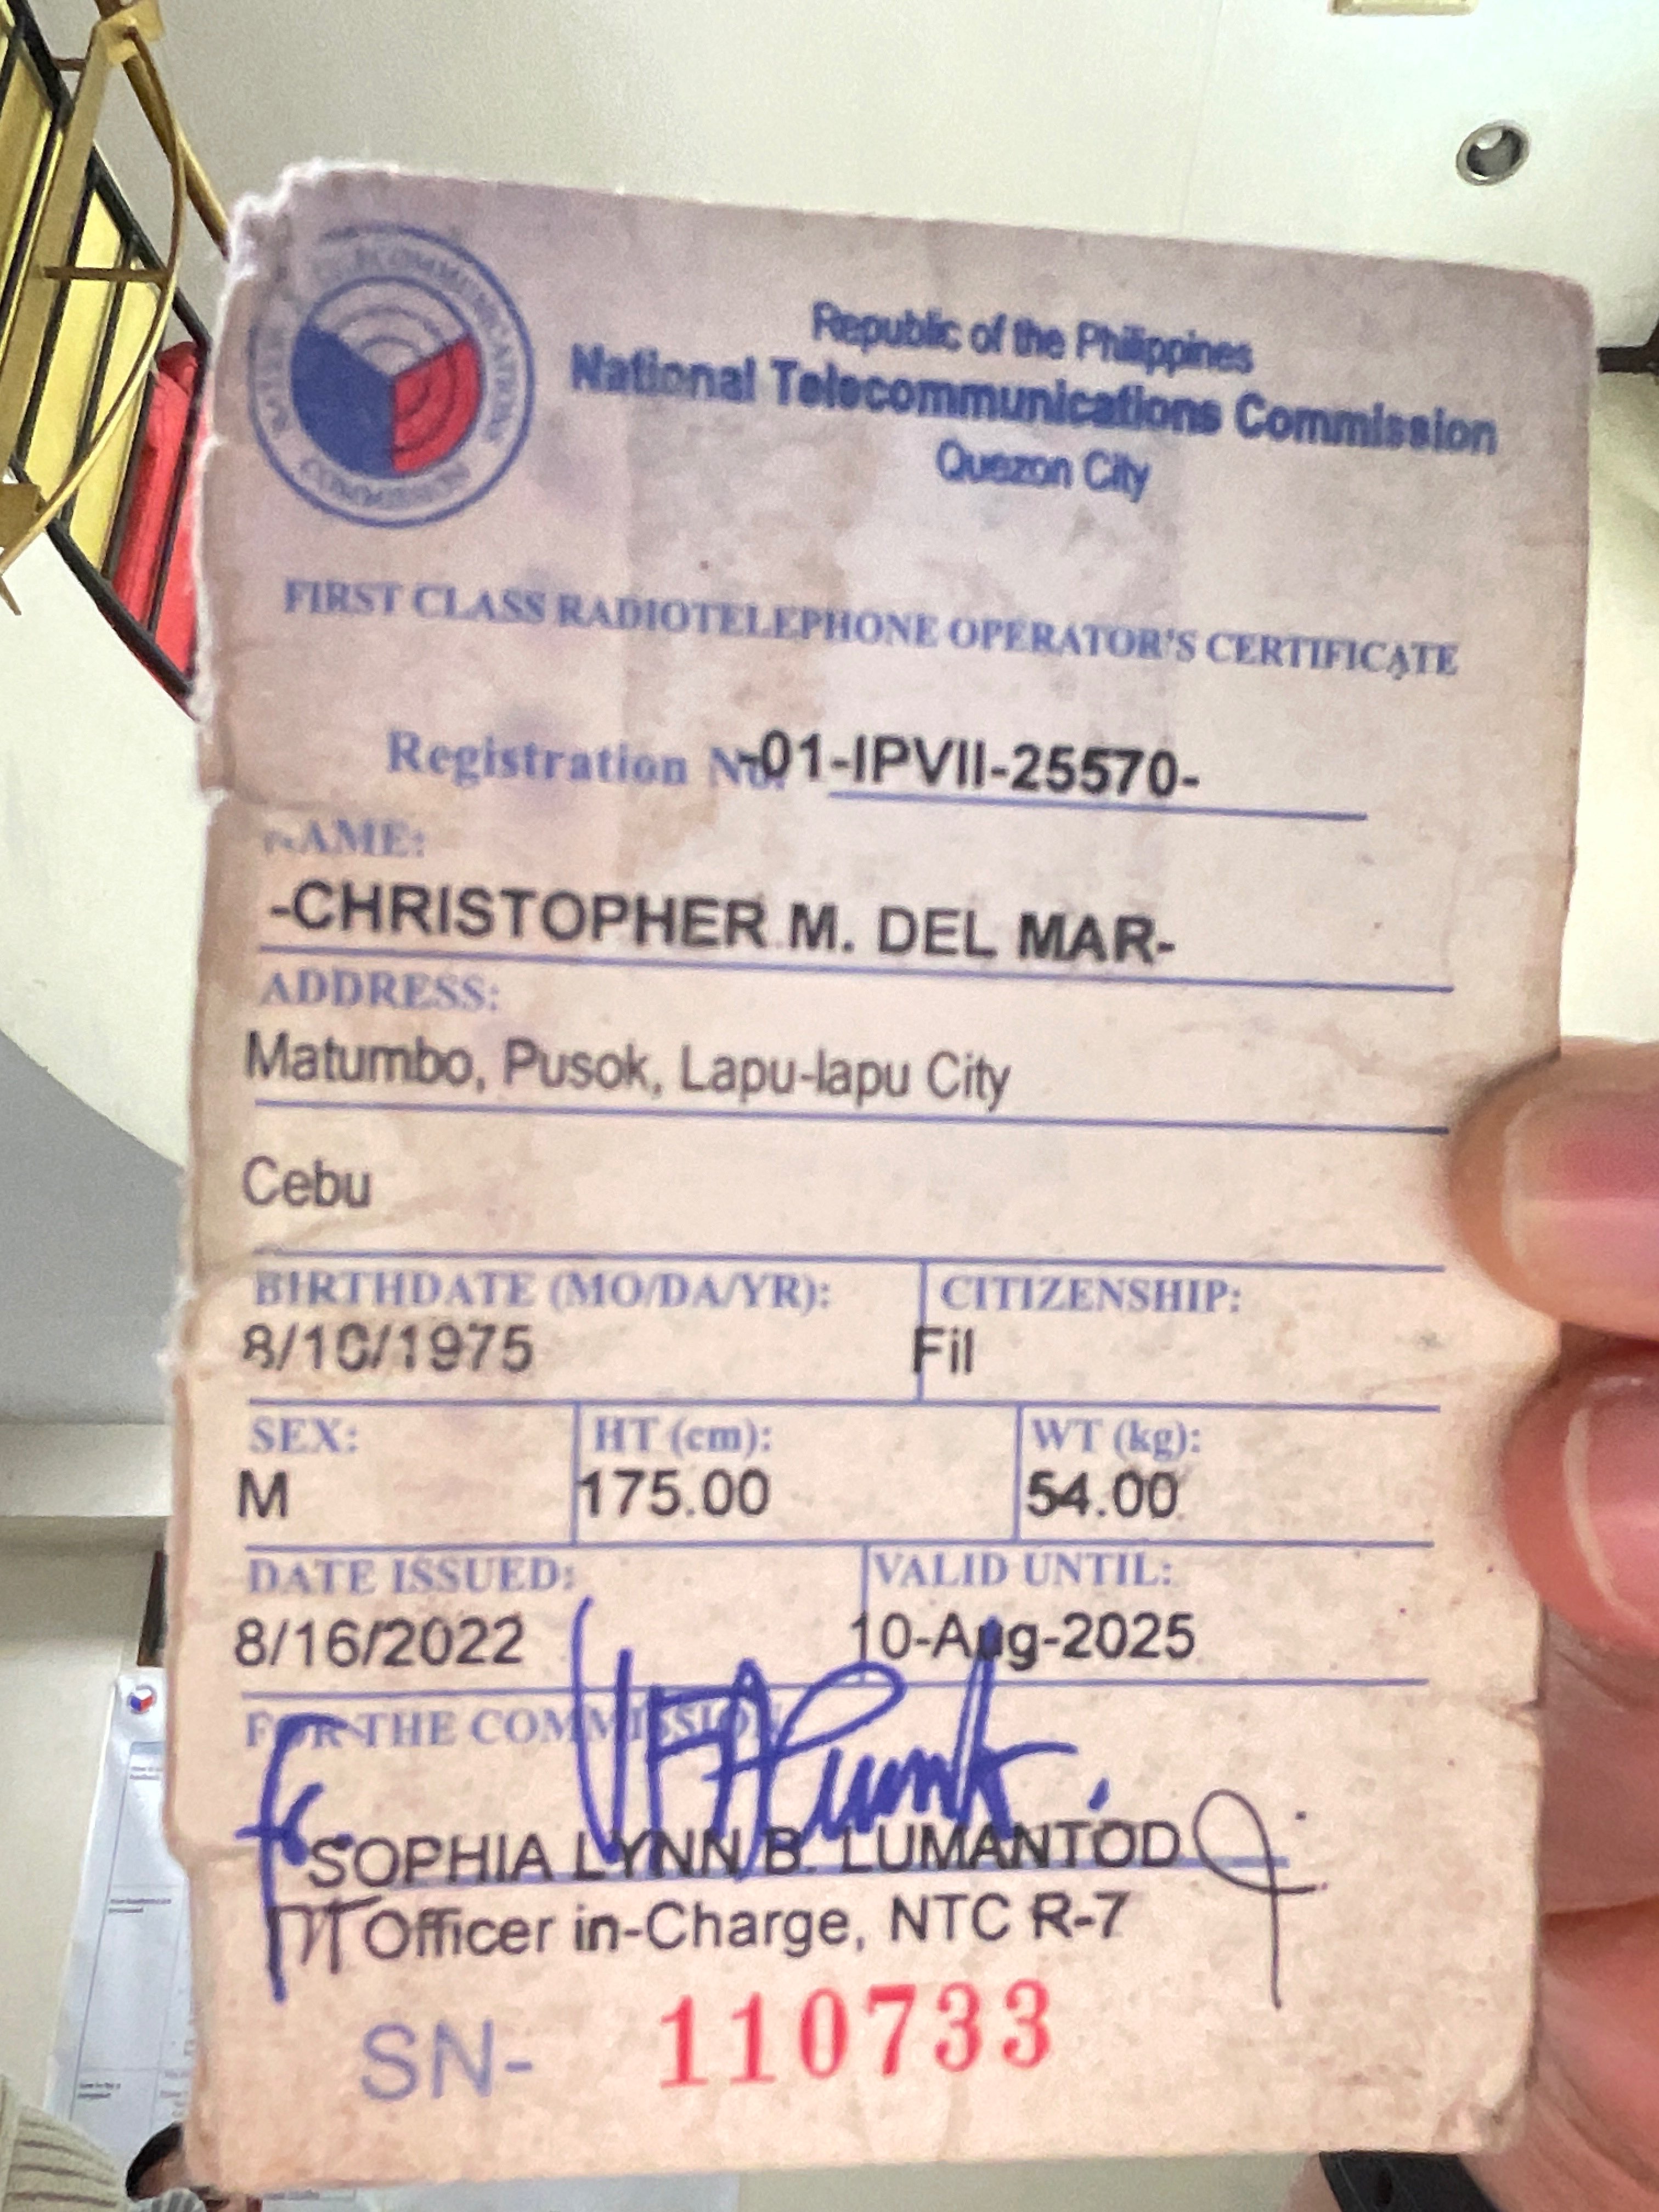 Republic of the Philippines
National Telecommunications Commission
Quezon City
TELECOMMUNICATIONS
COMMISSION
FIRST CLASS RADIOTELEPHONE OPERATOR'S CERTIFICATE
Registration No. -01-IPVII-25570-
NAME:
-CHRISTOPHER M. DEL MAR-
ADDRESS:
Matumbo, Pusok, Lapu-lapu City
Cebu
BIRTHDATE (MO/DA/YR): CITIZENSHIP:
8/10/1975 Fil
SEX: HT (cm): WT (kg):
M 175.00 54.00
DATE ISSUED: VALID UNTIL:
8/16/2022 10-Aug-2025
FOR THE COMMISSION
SOPHIA LYNN B. LUMANTOD
Officer in-Charge, NTC R-7
SN- 110733